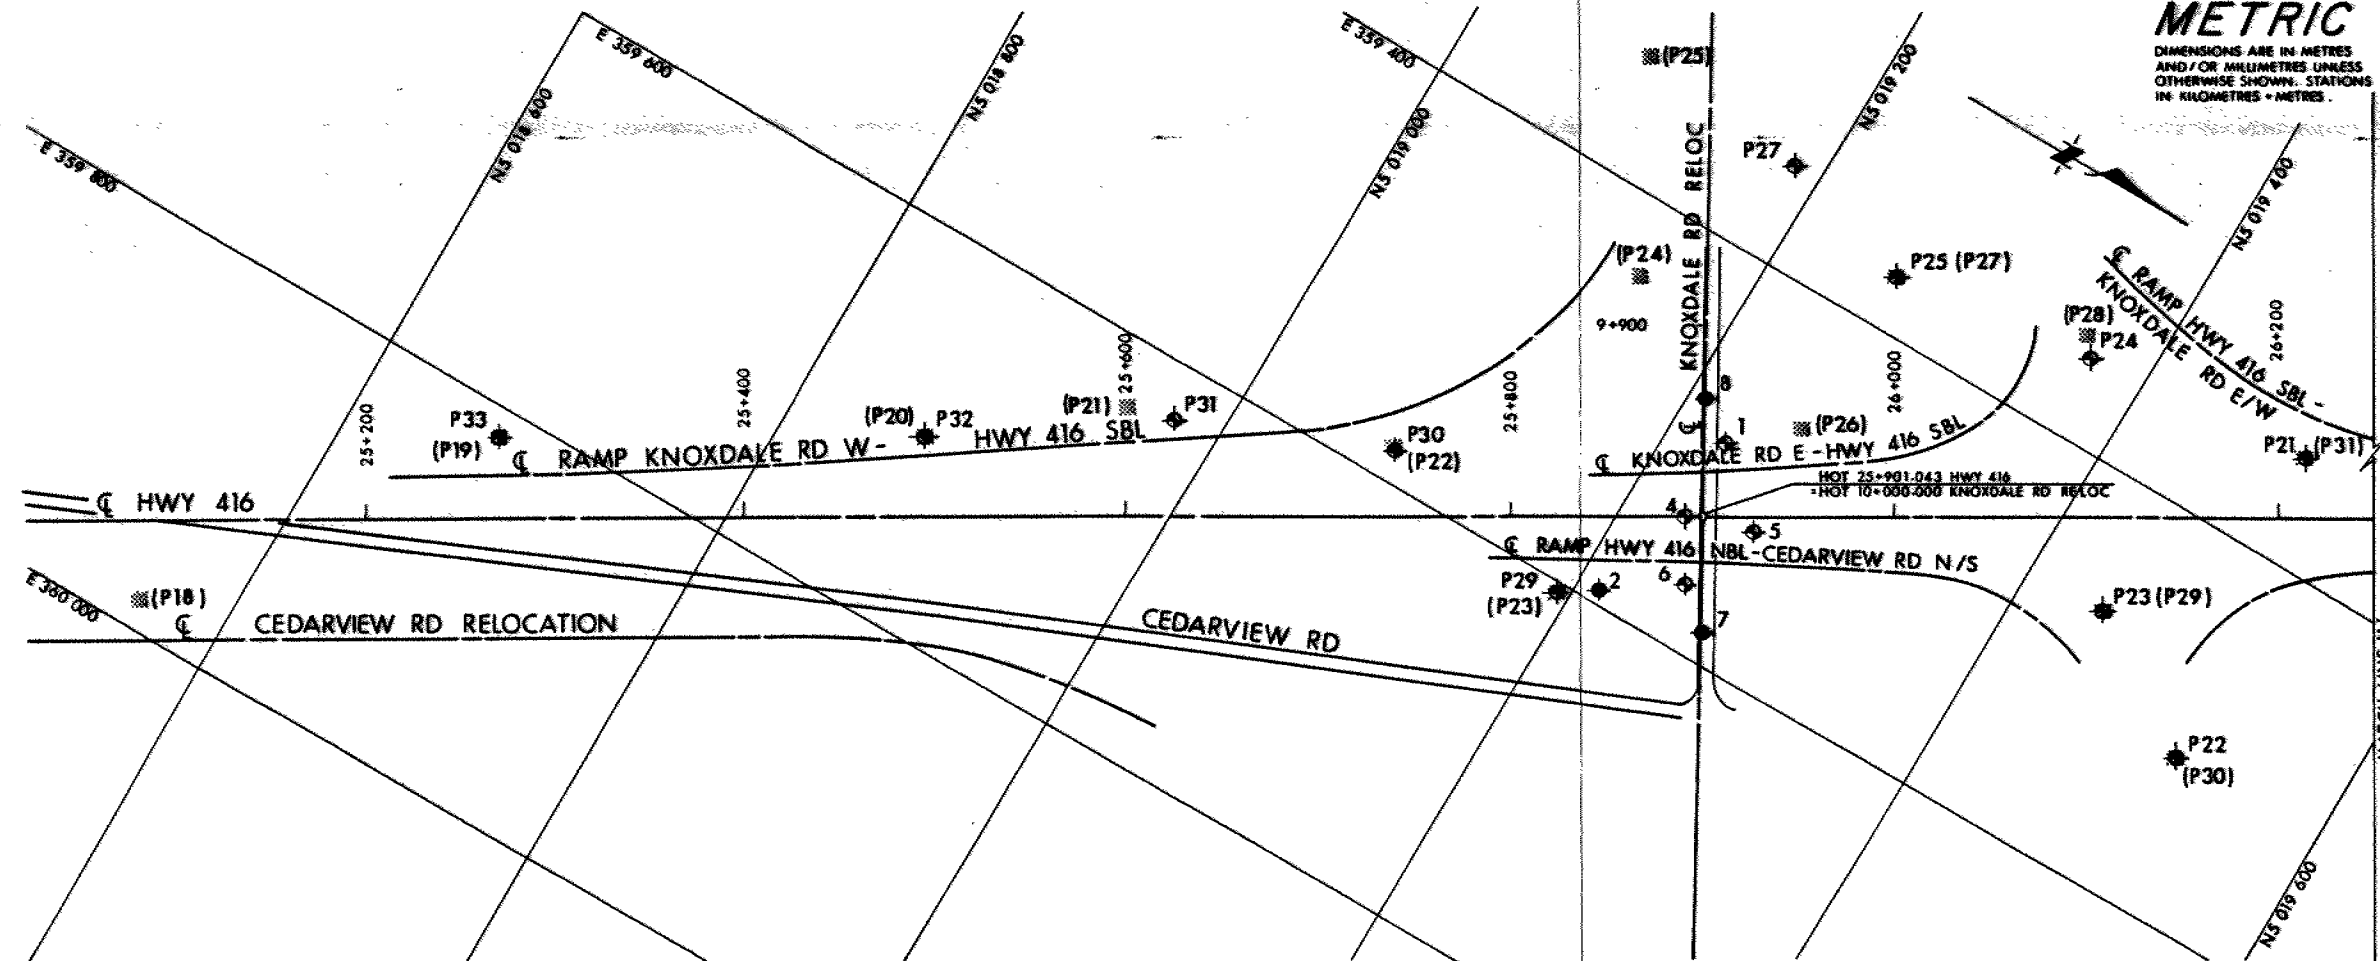 METRIC
DIMENSIONS ARE IN METRES
AND / OR MILLIMETRES UNLESS
OTHERWISE SHOWN. STATIONS
IN KILOMETRES + METRES.
E 359 600
N5 018 600
N5 018 800
E 359 400
N5 019 000
(P25)
N5 019 200
E 359 800
P27
KNOXDALE RD RELOC
N5 019 400
(P24)
P25 (P27)
℄ RAMP HWY 416 SBL -
KNOXDALE RD E/W
9+900
(P28)
P24
26+200
25+200
25+400
25+600
25+800
26+000
8
P33
(P19)
(P20)
P32
(P21)
P31
℄ RAMP KNOXDALE RD W - HWY 416 SBL
P30
(P22)
℄
1
(P26)
℄ KNOXDALE RD E - HWY 416 SBL
P21
(P31)
HOT 25+901.043 HWY 416
= HOT 10+000.000 KNOXDALE RD RELOC
℄ HWY 416
4
5
℄ RAMP HWY 416 NBL - CEDARVIEW RD N/S
E 360 000
(P18)
P29
(P23)
2
6
P23 (P29)
℄ CEDARVIEW RD RELOCATION
CEDARVIEW RD
7
P22
(P30)
N5 019 600